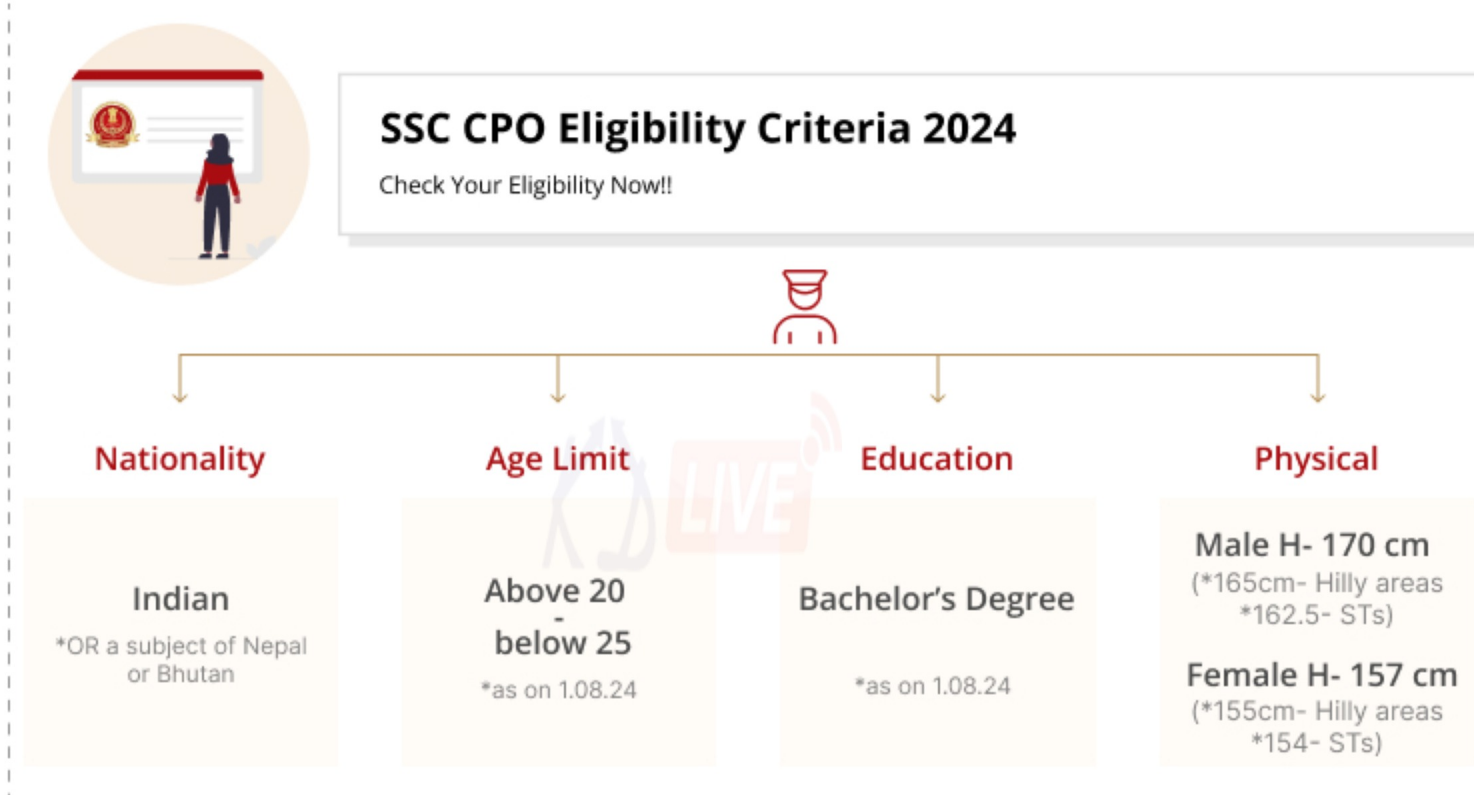 SSC CPO Eligibility Criteria 2024
Check Your Eligibility Now!!
Nationality
Indian
*OR a subject of Nepal
or Bhutan
Age Limit
Above 20
-
below 25
*as on 1.08.24
Education
Bachelor’s Degree
*as on 1.08.24
Physical
Male H- 170 cm
(*165cm- Hilly areas
*162.5- STs)
Female H- 157 cm
(*155cm- Hilly areas
*154- STs)
LIVE